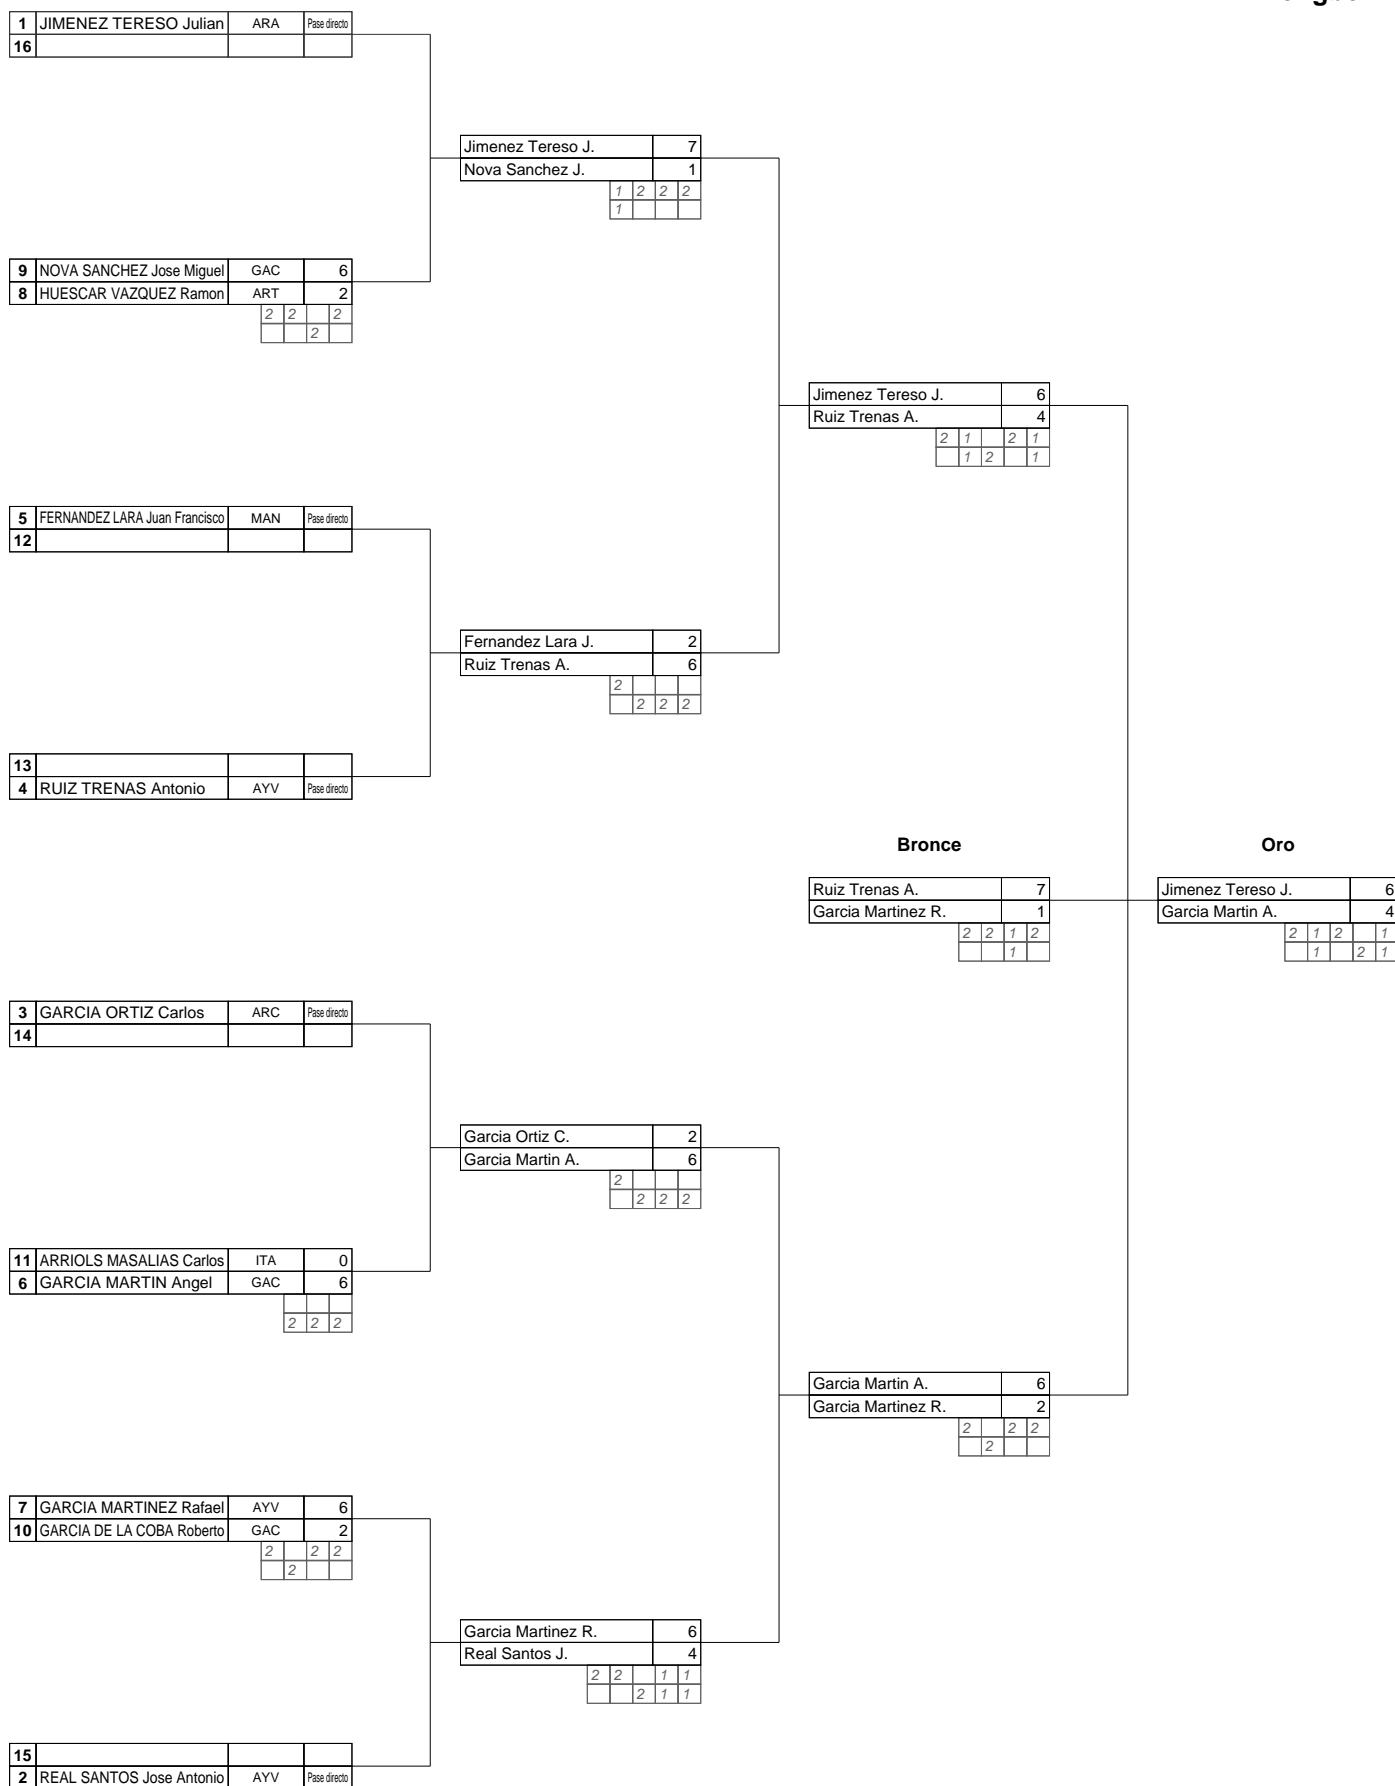 1 JIMENEZ TERESO Julian ARA Pase directo
16
Jimenez Tereso J. 7
Nova Sanchez J. 1
1 2 2 2
1
9 NOVA SANCHEZ Jose Miguel GAC 6
8 HUESCAR VAZQUEZ Ramon ART 2
2 2 2
2
Jimenez Tereso J. 6
Ruiz Trenas A. 4
2 1 2 1
1 2 1
5 FERNANDEZ LARA Juan Francisco MAN Pase directo
12
Fernandez Lara J. 2
Ruiz Trenas A. 6
2
2 2 2
13
4 RUIZ TRENAS Antonio AYV Pase directo
Bronce
Ruiz Trenas A. 7
Garcia Martinez R. 1
2 2 1 2
1
Oro
Jimenez Tereso J. 6
Garcia Martin A. 4
2 1 2 1
1 2 1
3 GARCIA ORTIZ Carlos ARC Pase directo
14
Garcia Ortiz C. 2
Garcia Martin A. 6
2
2 2 2
11 ARRIOLS MASALIAS Carlos ITA 0
6 GARCIA MARTIN Angel GAC 6
2 2 2
Garcia Martin A. 6
Garcia Martinez R. 2
2 2 2
2
7 GARCIA MARTINEZ Rafael AYV 6
10 GARCIA DE LA COBA Roberto GAC 2
2 2 2
2
Garcia Martinez R. 6
Real Santos J. 4
2 2 1 1
2 1 1
15
2 REAL SANTOS Jose Antonio AYV Pase directo